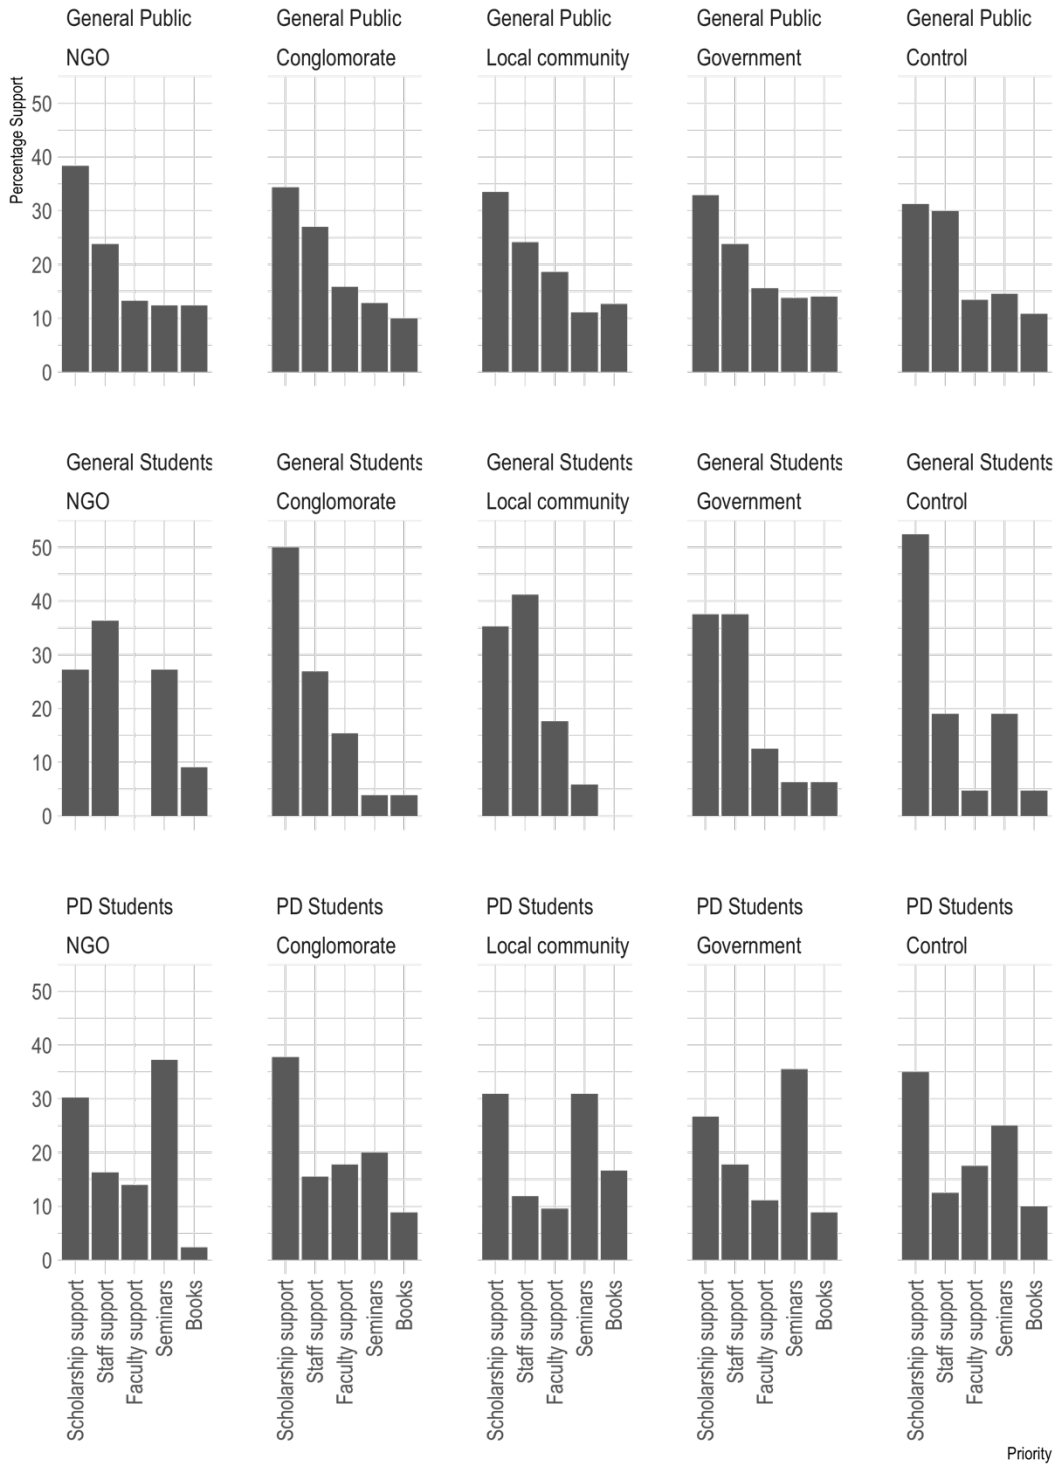 General Public General Public General Public General Public General Public
NGO Conglomorate Local community Government Control
Percentage Support
50
40
30
20
10
0
General Students General Students General Students General Students General Students
NGO Conglomorate Local community Government Control
50
40
30
20
10
0
PD Students PD Students PD Students PD Students PD Students
NGO Conglomorate Local community Government Control
50
40
30
20
10
0
Scholarship support Staff support Faculty support Seminars Books Scholarship support Staff support Faculty support Seminars Books Scholarship support Staff support Faculty support Seminars Books Scholarship support Staff support Faculty support Seminars Books Scholarship support Staff support Faculty support Seminars Books
Priority